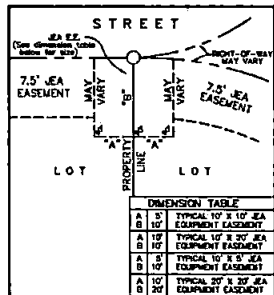 STREET
JEA E.E.
(See dimension table
below for size)
RIGHT-OF-WAY
MAY VARY
7.5' JEA
EASEMENT
MAY
VARY
"B"
MAY
VARY
7.5' JEA
EASEMENT
"A"
"A"
PROPERTY
LINE
LOT
LOT
DIMENSION TABLE
A 5' TYPICAL 10' X 10' JEA
B 10' EQUIPMENT EASEMENT
A 10' TYPICAL 10' X 20' JEA
B 10' EQUIPMENT EASEMENT
A 5' TYPICAL 10' X 5' JEA
B 10' EQUIPMENT EASEMENT
A 10' TYPICAL 20' X 20' JEA
B 20' EQUIPMENT EASEMENT